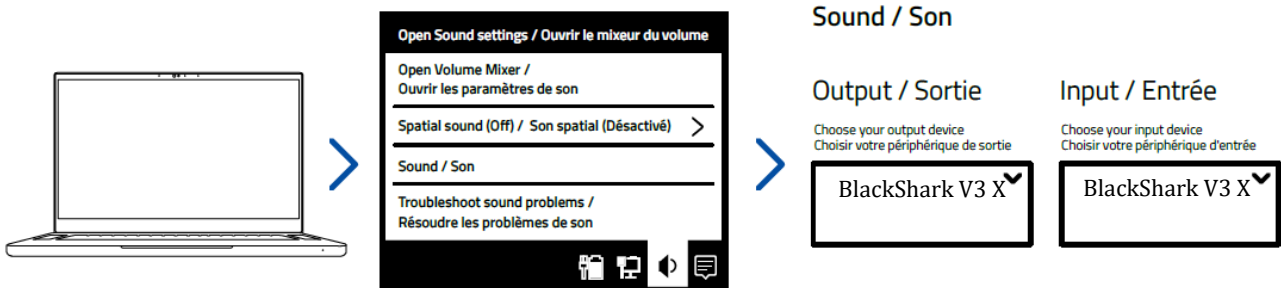 Open Sound settings / Ouvrir le mixeur du volume
Open Volume Mixer /
Ouvrir les paramètres de son
Spatial sound (Off) / Son spatial (Désactivé)
Sound / Son
Troubleshoot sound problems /
Résoudre les problèmes de son
Sound / Son
Output / Sortie
Choose your output device
Choisir votre périphérique de sortie
BlackShark V3 X
Input / Entrée
Choose your input device
Choisir votre périphérique d'entrée
BlackShark V3 X